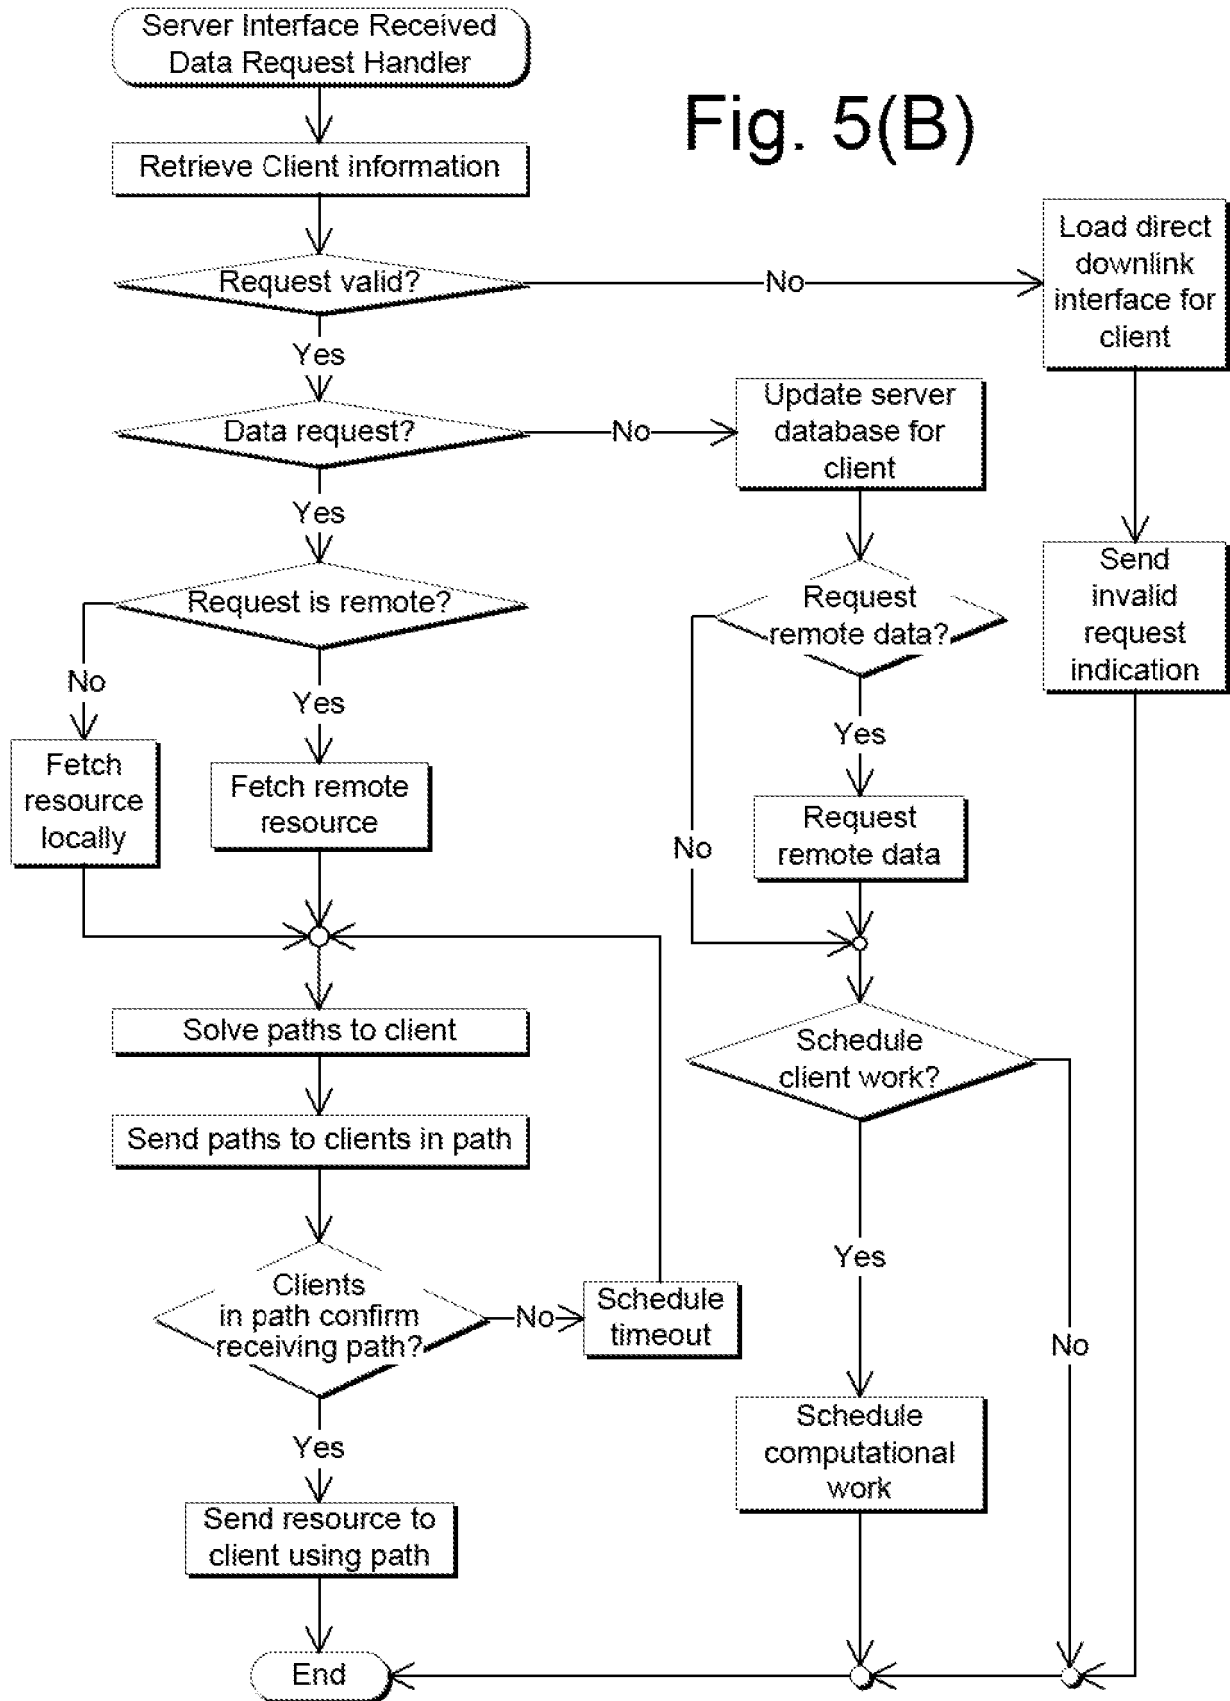 Server Interface Received
Data Request Handler
Fig. 5(B)
Retrieve Client information
Load direct
downlink
interface for
client
Request valid?
No
Yes
Update server
database for
client
Data request?
No
Yes
Send
invalid
request
indication
Request is remote?
Request
remote data?
No
Yes
Yes
Fetch
resource
locally
Fetch remote
resource
Request
remote data
No
Solve paths to client
Schedule
client work?
Send paths to clients in path
Yes
Clients
in path confirm
receiving path?
No
Schedule
timeout
No
Yes
Schedule
computational
work
Send resource to
client using path
End